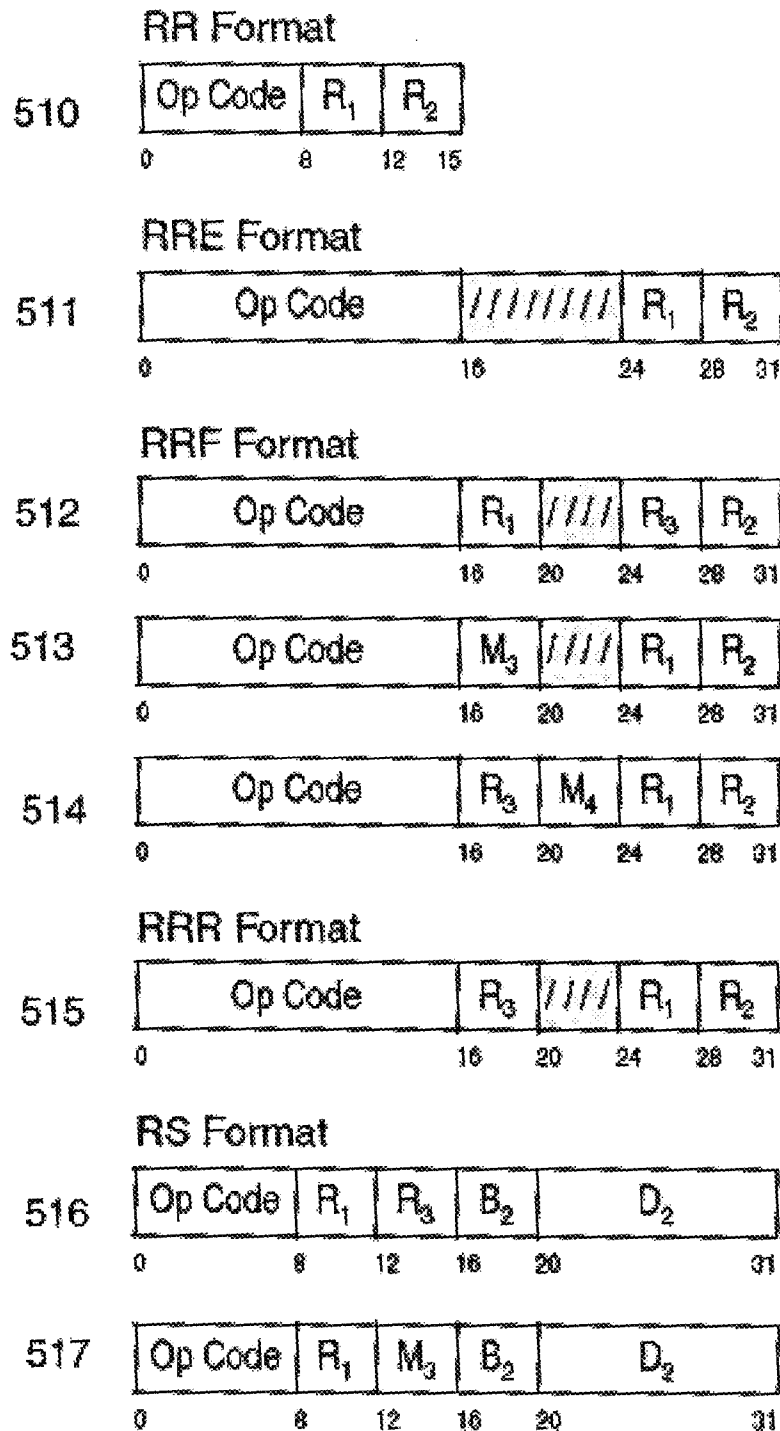 RR Format
510 Op Code R₁ R₂
0 8 12 15
RRE Format
511 Op Code //////// R₁ R₂
0 16 24 28 31
RRF Format
512 Op Code R₁ //// R₃ R₂
0 16 20 24 28 31
513 Op Code M₃ //// R₁ R₂
0 16 20 24 28 31
514 Op Code R₃ M₄ R₁ R₂
0 16 20 24 28 31
RRR Format
515 Op Code R₃ //// R₁ R₂
0 16 20 24 28 31
RS Format
516 Op Code R₁ R₃ B₂ D₂
0 8 12 16 20 31
517 Op Code R₁ M₃ B₂ D₂
0 8 12 16 20 31